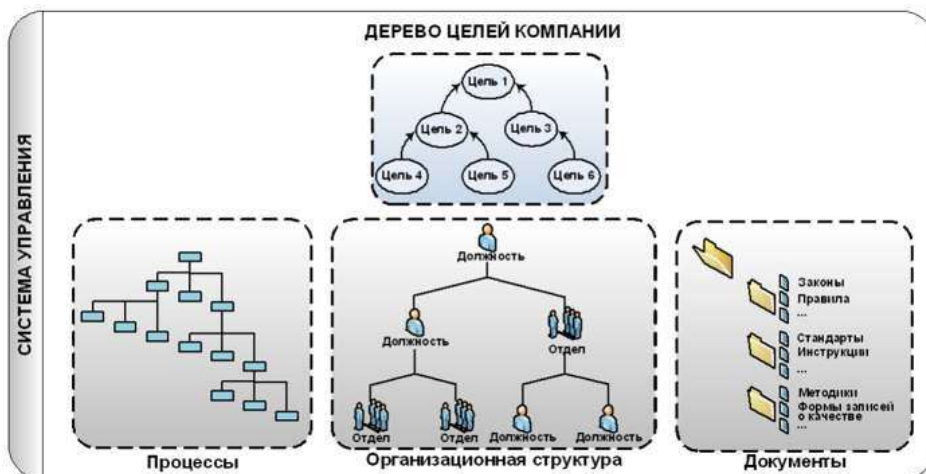 СИСТЕМА УПРАВЛЕНИЯ
ДЕРЕВО ЦЕЛЕЙ КОМПАНИИ
Цель 1
Цель 2
Цель 3
Цель 4
Цель 5
Цель 6
Должность
Должность
Отдел
Отдел
Отдел
Должность
Должность
Законы
Правила
...
Стандарты
Инструкции
...
Методики
Формы записей
о качестве
...
Процессы
Организационная структура
Документы